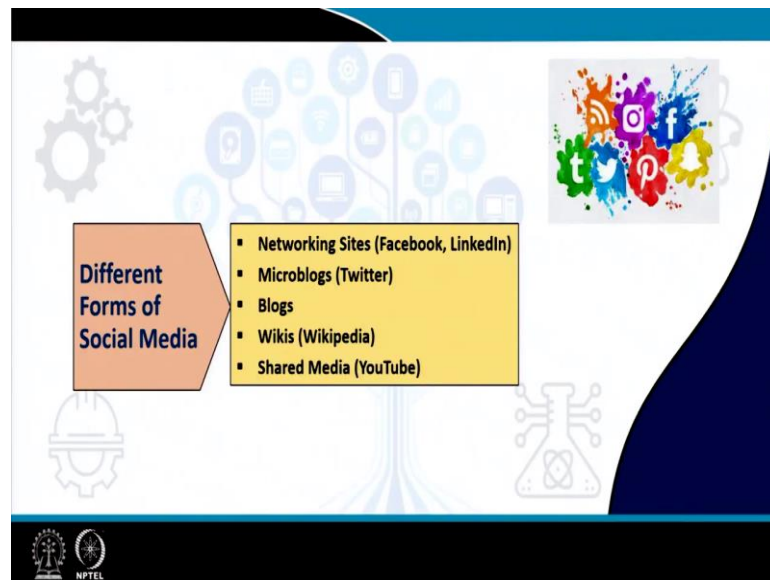 Different
Forms of
Social Media
▪ Networking Sites (Facebook, LinkedIn)
▪ Microblogs (Twitter)
▪ Blogs
▪ Wikis (Wikipedia)
▪ Shared Media (YouTube)
NPTEL